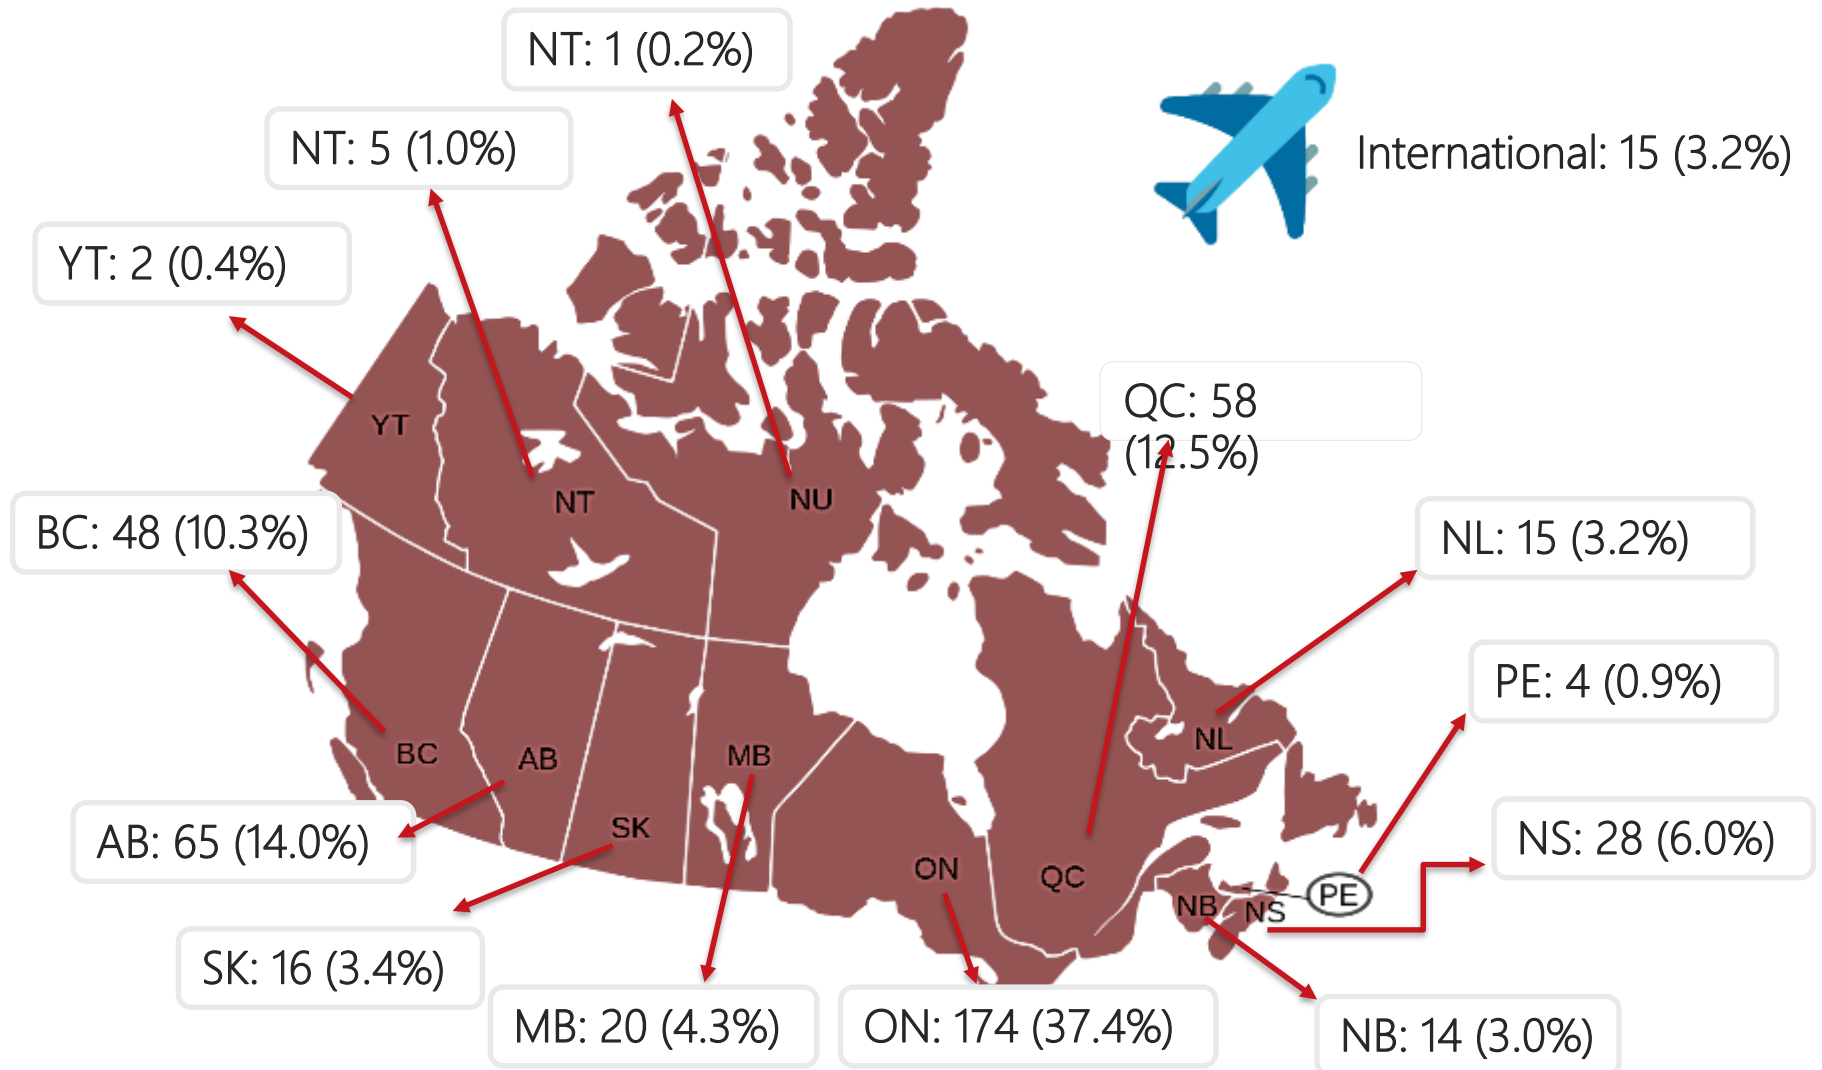 NT: 1 (0.2%)
NT: 5 (1.0%)
International: 15 (3.2%)
YT: 2 (0.4%)
QC: 58
(12.5%)
YT
NT
NU
BC: 48 (10.3%)
NL: 15 (3.2%)
PE: 4 (0.9%)
NL
BC
AB
MB
SK
AB: 65 (14.0%)
NS: 28 (6.0%)
ON
QC
PE
NB
NS
SK: 16 (3.4%)
MB: 20 (4.3%)
ON: 174 (37.4%)
NB: 14 (3.0%)